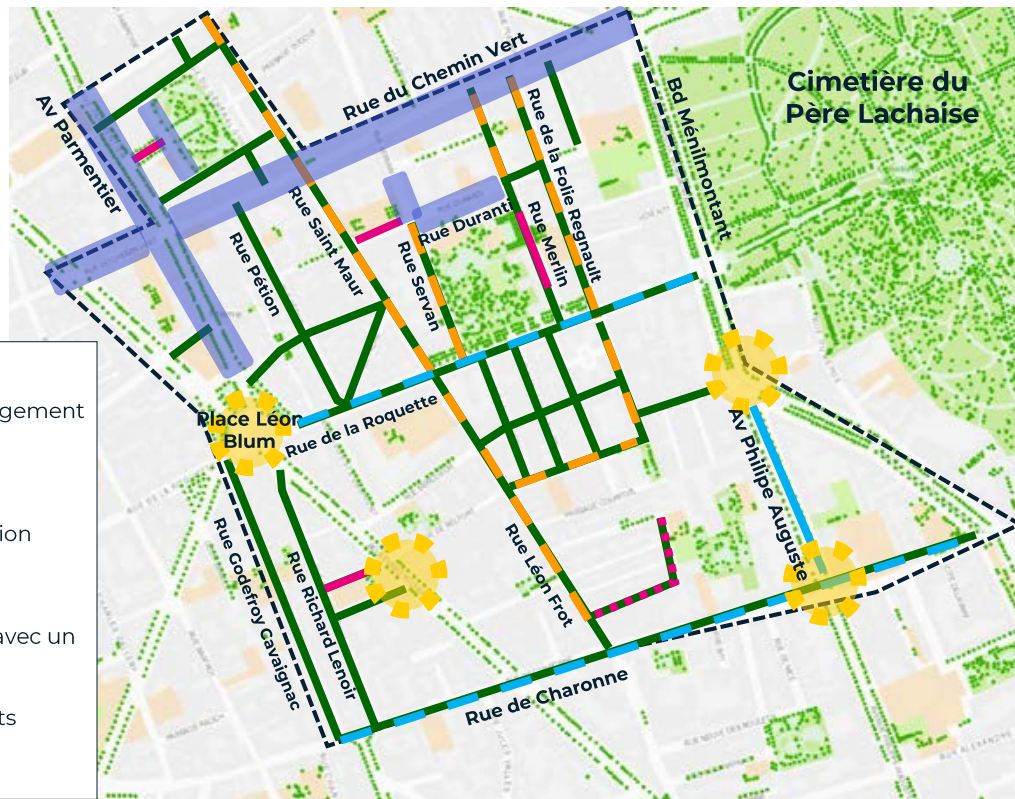 Cimetière du
Père Lachaise
Rue du Chemin Vert
Av Parmentier
Bd Ménilmontant
Rue de la Folie Regnault
Rue Saint Maur
Rue Duranti
Rue Merlin
Rue Pétion
Rue Servan
gement
Place Léon
Blum
Rue de la Roquette
Av Philipe Auguste
ion
PASSAGE COURTOIS
Rue Godefroy Cavaignac
Rue Richard Lenoir
Rue Léon Frot
avec un
ts
Rue de Charonne